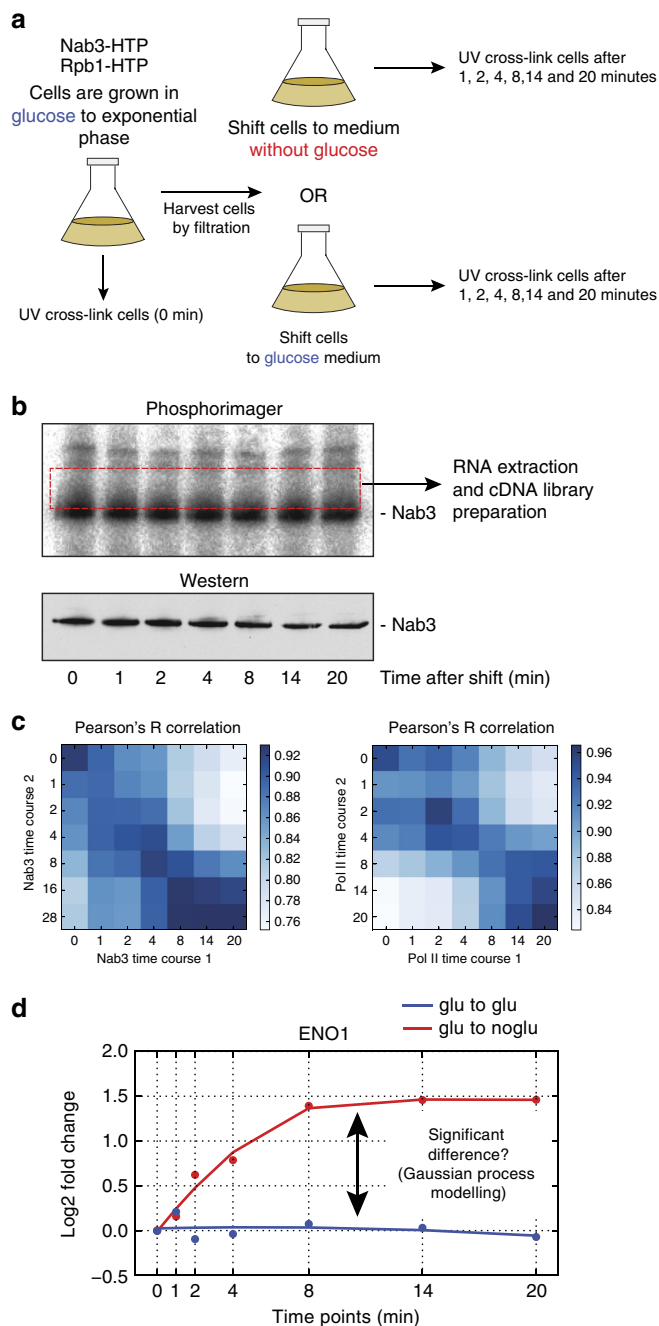 a
Nab3-HTP
Rpb1-HTP
Cells are grown in
glucose to exponential
phase
UV cross-link cells (0 min)
Harvest cells
by filtration
Shift cells to medium
without glucose
OR
Shift cells
to glucose medium
UV cross-link cells after
1, 2, 4, 8,14 and 20 minutes
UV cross-link cells after
1, 2, 4, 8,14 and 20 minutes
b
Phosphorimager
- Nab3
RNA extraction
and cDNA library
preparation
Western
- Nab3
0 1 2 4 8 14 20 Time after shift (min)
c
Pearson's R correlation
Nab3 time course 2
0
1
2
4
8
16
28
0 1 2 4 8 14 20
Nab3 time course 1
0.92
0.90
0.88
0.86
0.84
0.82
0.80
0.78
0.76
Pearson's R correlation
Pol II time course 2
0
1
2
4
8
14
20
0 1 2 4 8 14 20
Pol II time course 1
0.96
0.94
0.92
0.90
0.88
0.86
0.84
d
glu to glu
glu to noglu
ENO1
Log2 fold change
2.0
1.5
1.0
0.5
0.0
−0.5
Significant
difference?
(Gaussian process
modelling)
0 1 2 4 8 14 20
Time points (min)